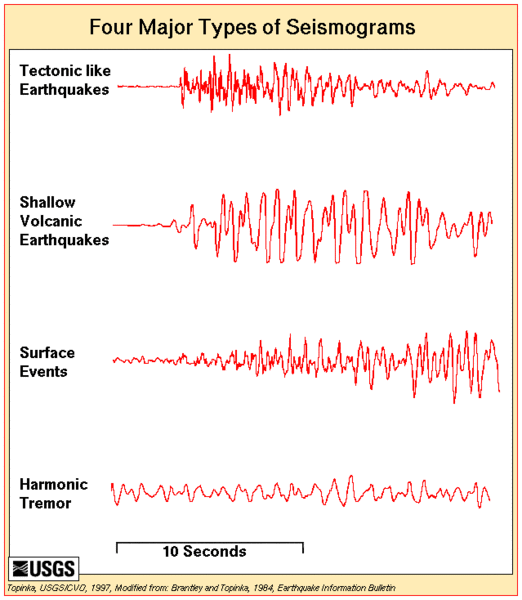 Four Major Types of Seismograms
Tectonic like
Earthquakes
Shallow
Volcanic
Earthquakes
Surface
Events
Harmonic
Tremor
10 Seconds
USGS
Topinka, USGS/CVO, 1997, Modified from: Brantley and Topinka, 1984, Earthquake Information Bulletin